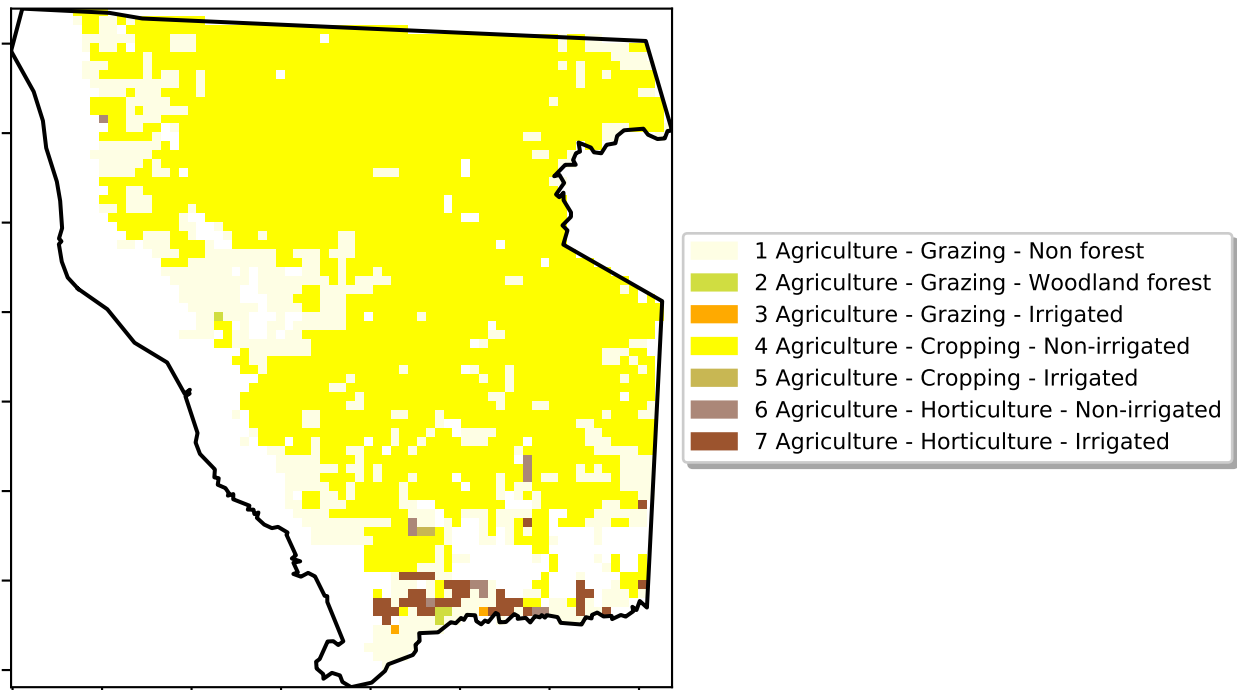 1 Agriculture - Grazing - Non forest
2 Agriculture - Grazing - Woodland forest
3 Agriculture - Grazing - Irrigated
4 Agriculture - Cropping - Non-irrigated
5 Agriculture - Cropping - Irrigated
6 Agriculture - Horticulture - Non-irrigated
7 Agriculture - Horticulture - Irrigated